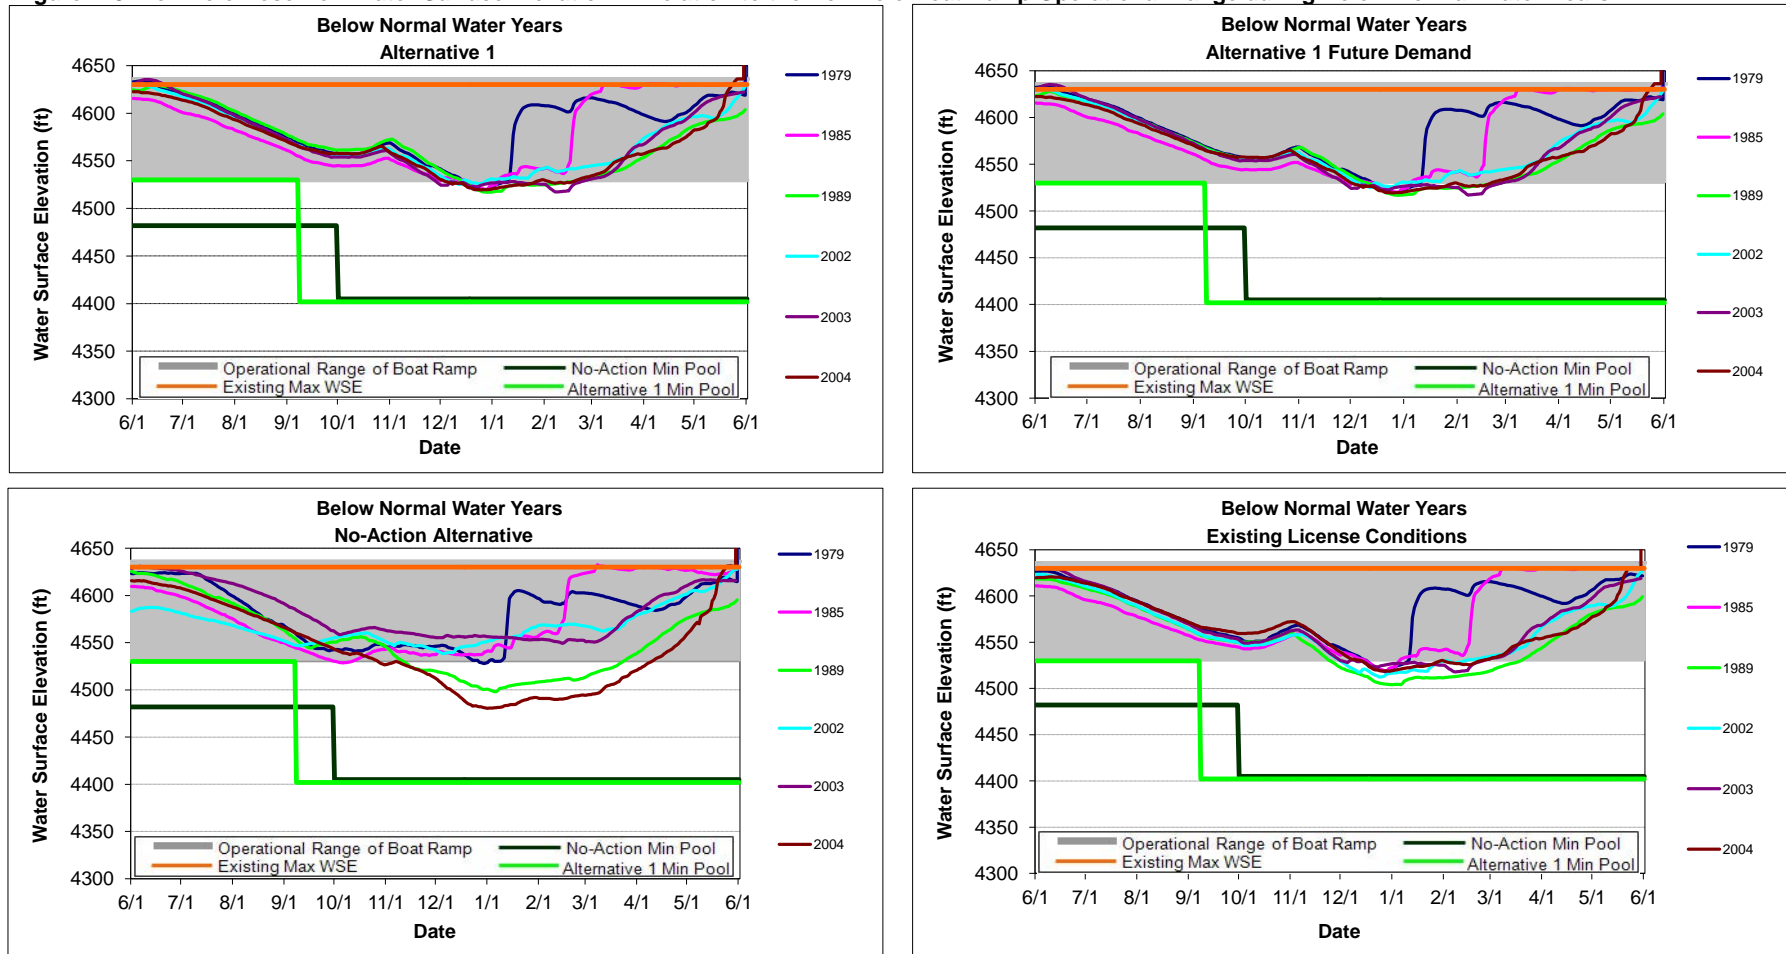 Below Normal Water Years
Alternative 1
Water Surface Elevation (ft)
4650
4600
4550
4500
4450
4400
4350
4300
6/1 7/1 8/1 9/1 10/1 11/1 12/1 1/1 2/1 3/1 4/1 5/1 6/1
Date
Operational Range of Boat Ramp No-Action Min Pool
Existing Max WSE Alternative 1 Min Pool
1979
1985
1989
2002
2003
2004
Below Normal Water Years
Alternative 1 Future Demand
Water Surface Elevation (ft)
4650
4600
4550
4500
4450
4400
4350
4300
6/1 7/1 8/1 9/1 10/1 11/1 12/1 1/1 2/1 3/1 4/1 5/1 6/1
Date
Operational Range of Boat Ramp No-Action Min Pool
Existing Max WSE Alternative 1 Min Pool
1979
1985
1989
2002
2003
2004
Below Normal Water Years
No-Action Alternative
Water Surface Elevation (ft)
4650
4600
4550
4500
4450
4400
4350
4300
6/1 7/1 8/1 9/1 10/1 11/1 12/1 1/1 2/1 3/1 4/1 5/1 6/1
Date
Operational Range of Boat Ramp No-Action Min Pool
Existing Max WSE Alternative 1 Min Pool
1979
1985
1989
2002
2003
2004
Below Normal Water Years
Existing License Conditions
Water Surface Elevation (ft)
4650
4600
4550
4500
4450
4400
4350
4300
6/1 7/1 8/1 9/1 10/1 11/1 12/1 1/1 2/1 3/1 4/1 5/1 6/1
Date
Operational Range of Boat Ramp No-Action Min Pool
Existing Max WSE Alternative 1 Min Pool
1979
1985
1989
2002
2003
2004